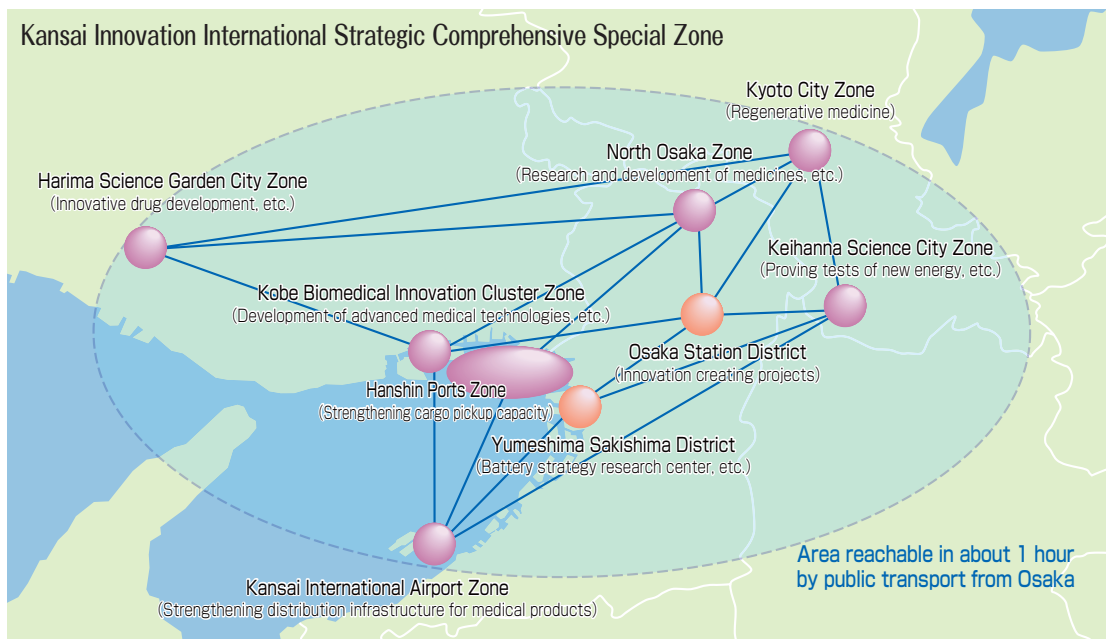 Kansai Innovation International Strategic Comprehensive Special Zone
Kyoto City Zone
(Regenerative medicine)
North Osaka Zone
(Research and development of medicines, etc.)
Harima Science Garden City Zone
(Innovative drug development, etc.)
Keihanna Science City Zone
(Proving tests of new energy, etc.)
Kobe Biomedical Innovation Cluster Zone
(Development of advanced medical technologies, etc.)
Osaka Station District
(Innovation creating projects)
Hanshin Ports Zone
(Strengthening cargo pickup capacity)
Yumeshima Sakishima District
(Battery strategy research center, etc.)
Area reachable in about 1 hour
by public transport from Osaka
Kansai International Airport Zone
(Strengthening distribution infrastructure for medical products)